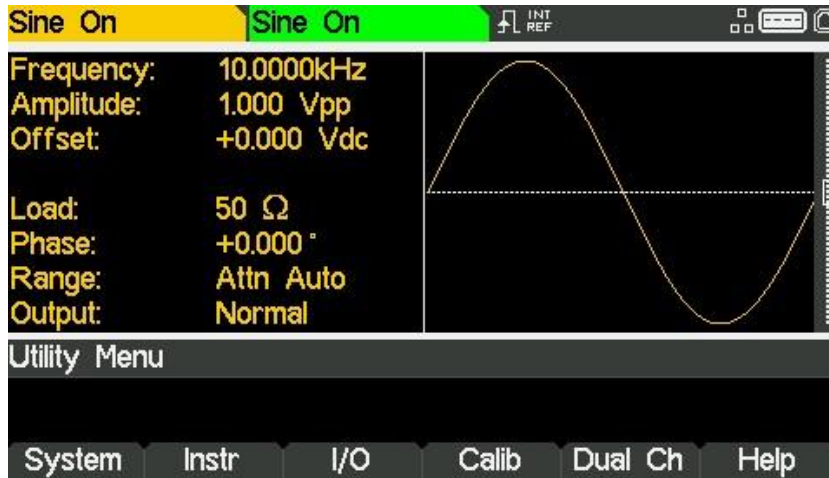 Sine On Sine On INT REF
Frequency: 10.0000kHz
Amplitude: 1.000 Vpp
Offset: +0.000 Vdc
Load: 50 Ω
Phase: +0.000 °
Range: Attn Auto
Output: Normal
Utility Menu
System Instr I/O Calib Dual Ch Help